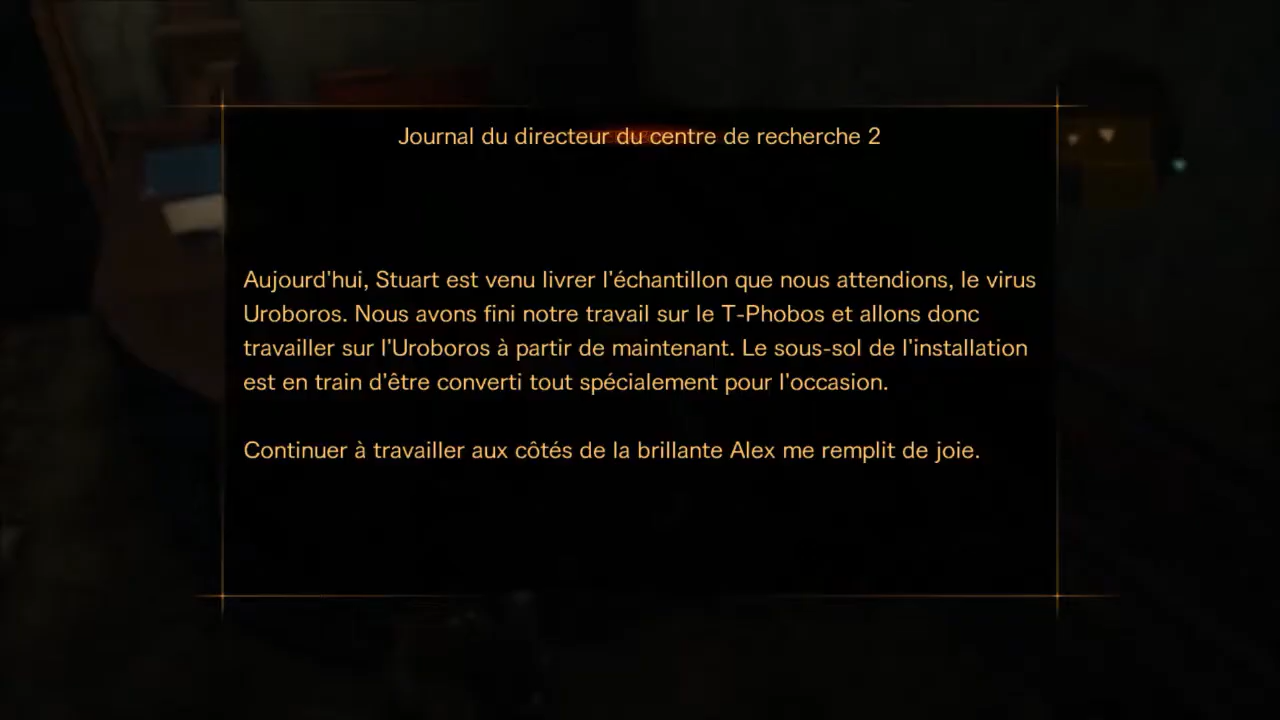 Journal du directeur du centre de recherche 2
Aujourd'hui, Stuart est venu livrer l'échantillon que nous attendions, le virus
Uroboros. Nous avons fini notre travail sur le T-Phobos et allons donc
travailler sur l'Uroboros à partir de maintenant. Le sous-sol de l'installation
est en train d'être converti tout spécialement pour l'occasion.
Continuer à travailler aux côtés de la brillante Alex me remplit de joie.